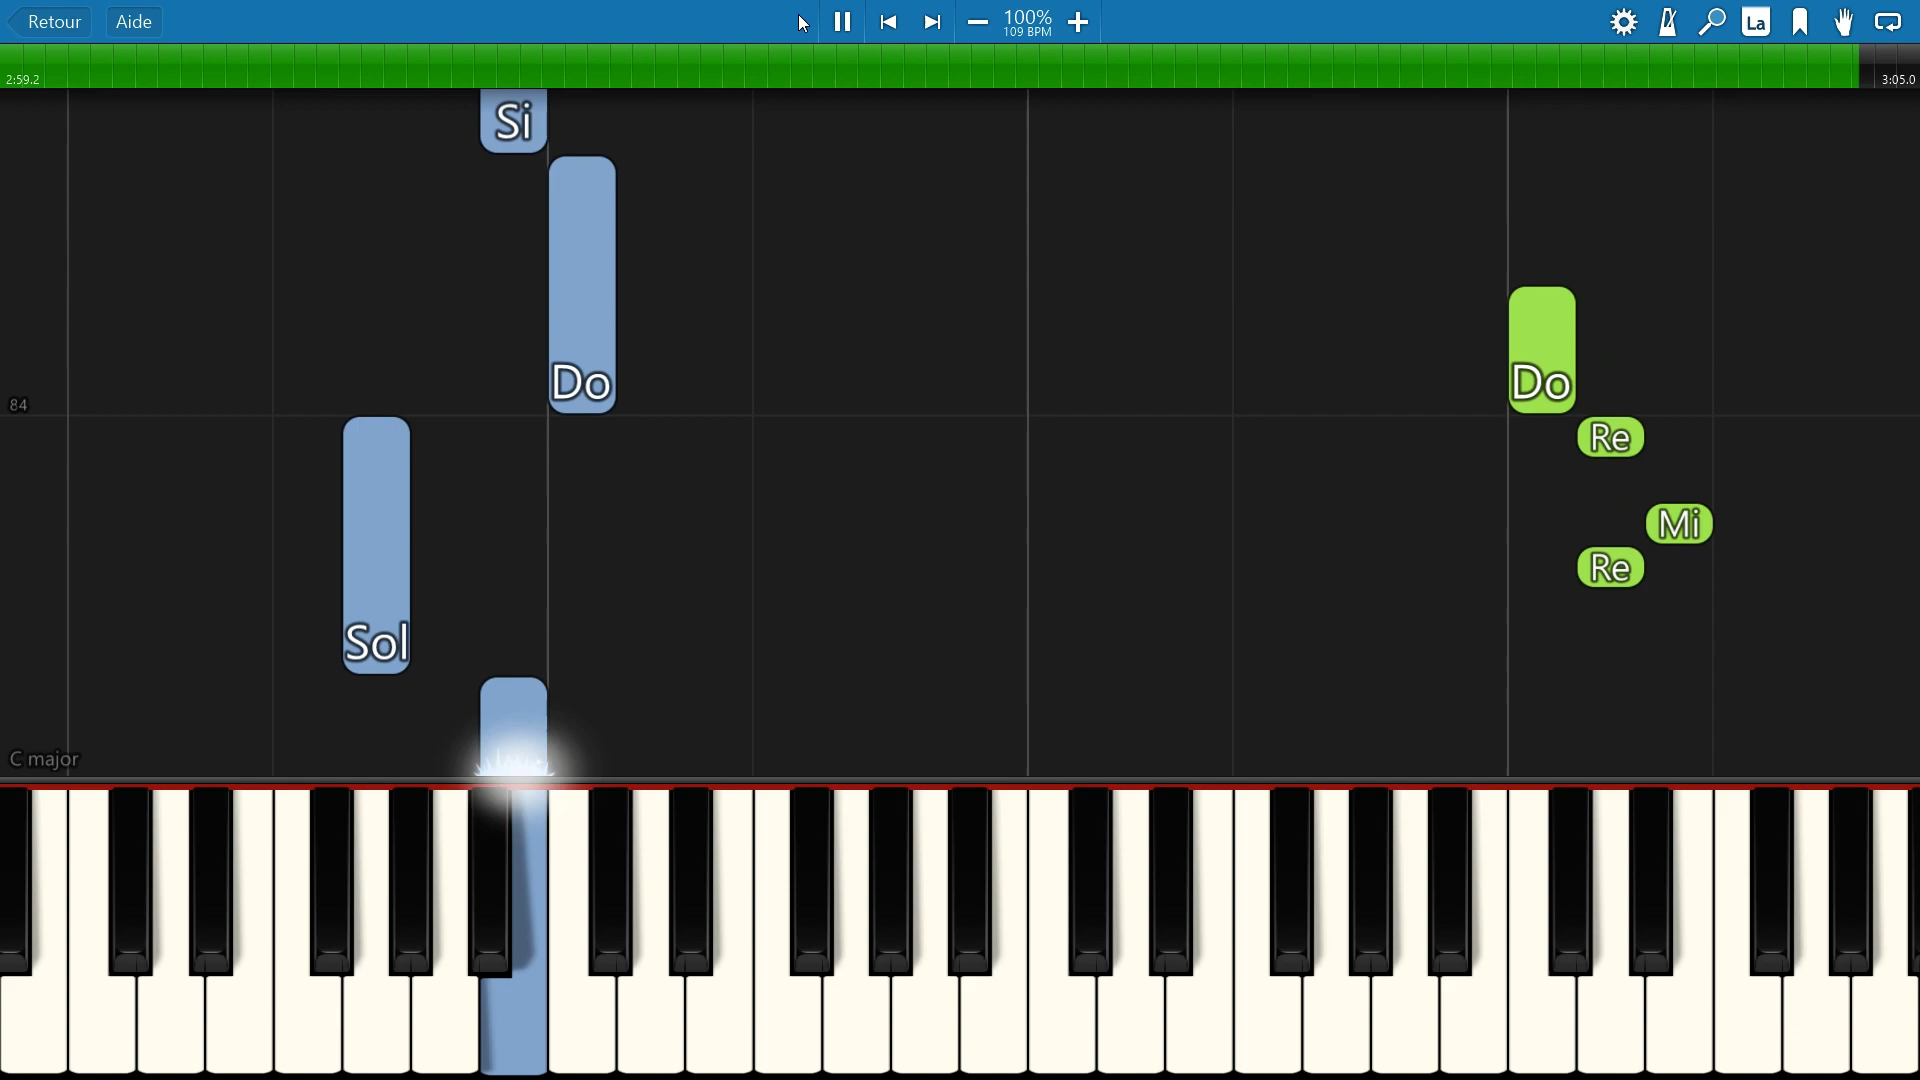 Retour
Aide
100%
109 BPM
La
2:59.2
3:05.0
Si
Do
Do
84
Re
Mi
Re
Sol
C major